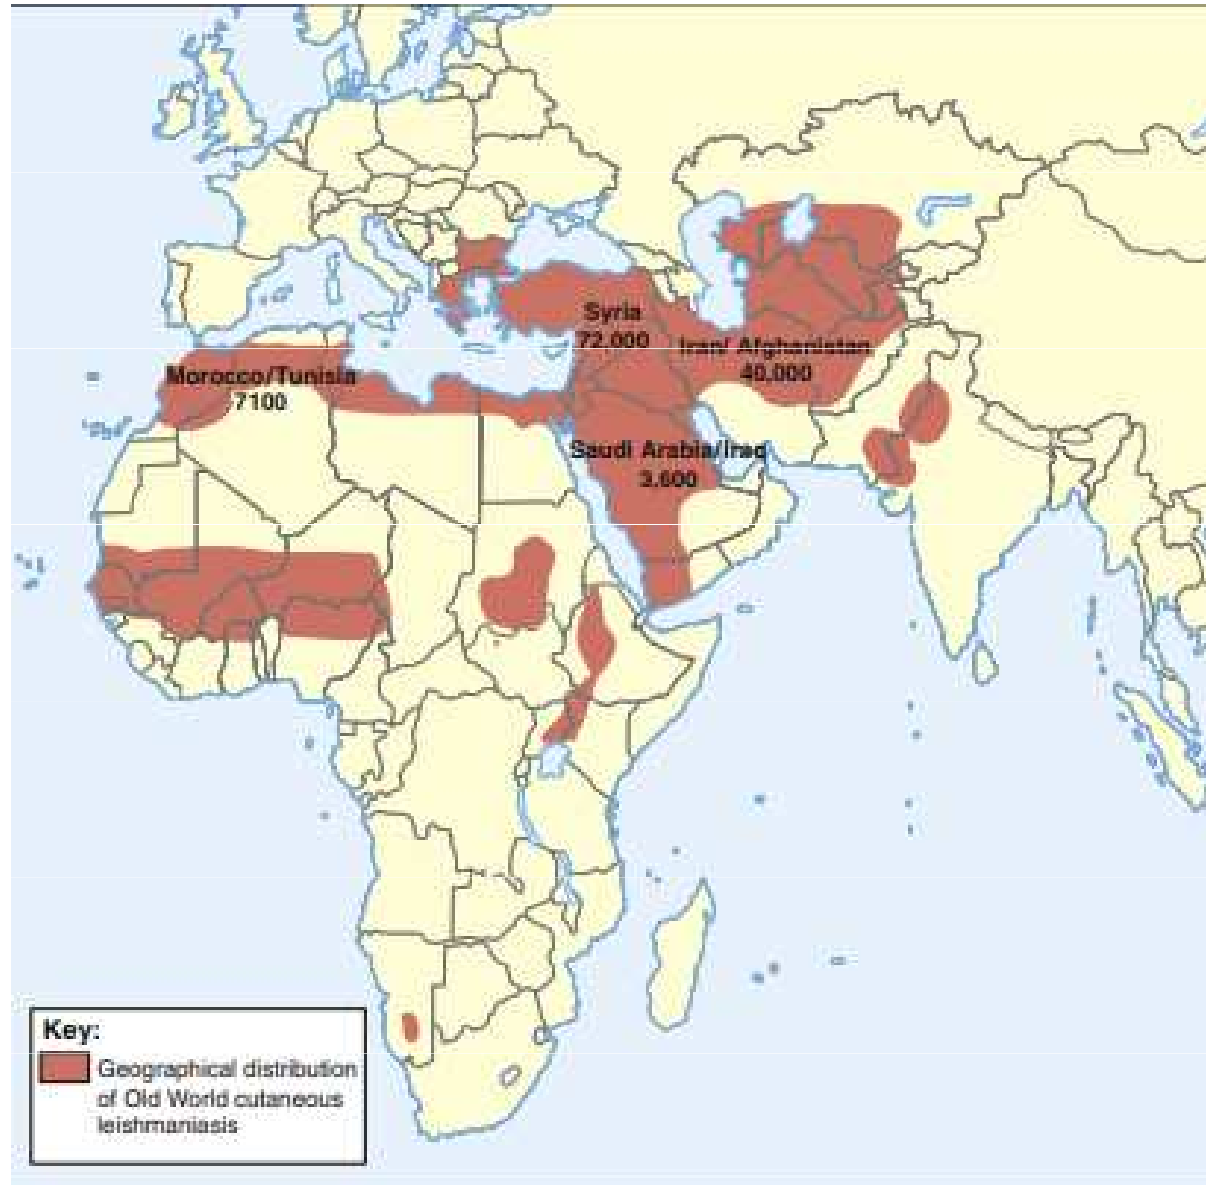 Syria
72.000
Iran/ Afghanistan
40.000
Morocco/Tunisia
7100
Saudi Arabia/Iraq
3.600
Key:
Geographical distribution
of Old World cutaneous
leishmaniasis